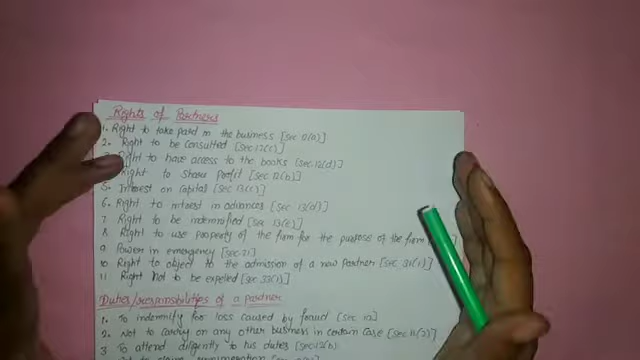 Rights of Partners
1. Right to take patd in the business [Sec 12(a)]
2. Right to be consulted [Sec 12(c)]
Right to have access to the books [Sec 12(d)]
Right to share profit [Sec 13(b)]
5. Interest on capital [Sec 13(c)]
6. Right to interest in advances [Sec 13(d)]
7 Right to be indemnified [Sec 13(e)]
8 Right to use property of the firm for the purpose of the firm
9 Power in emergency [Sec 21]
10 Right to object to the admission of a new partner [Sec 31(1)]
11 Right Not to be expelled [Sec 33(1)]
Duties/responsibilities of a partner
1. To indemnify for loss caused by fraud [Sec 10]
2. Not to carry on any other business in certain case [Sec 11(2)]
3 To attend diligently to his duties [Sec 12(b)